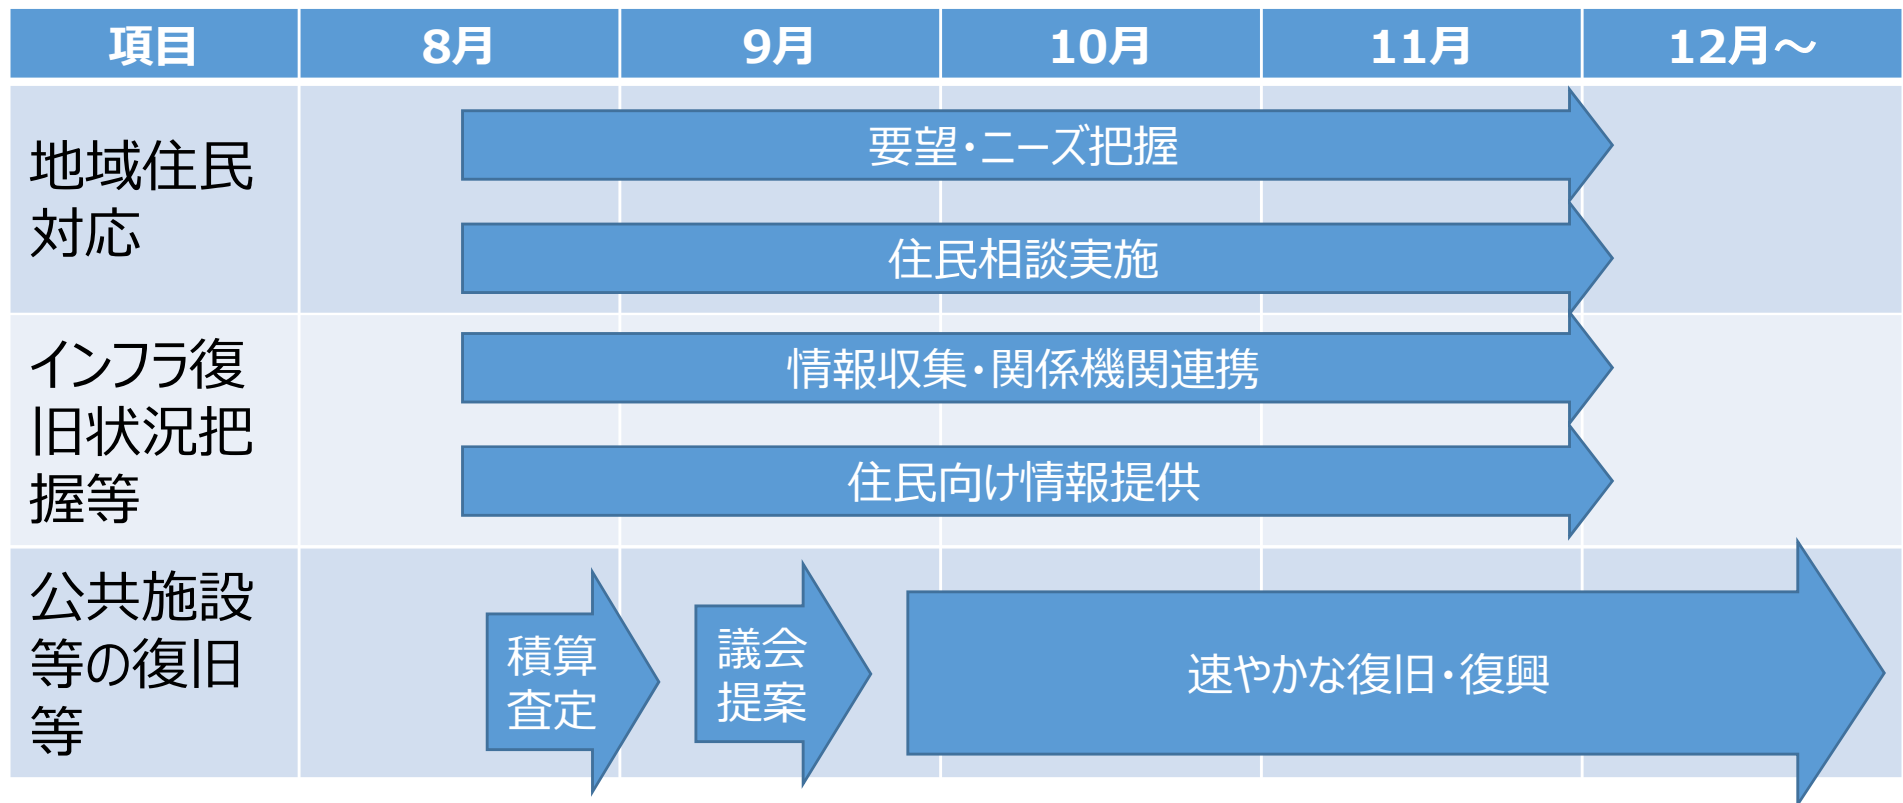 項目 8月 9月 10月 11月 12月～
地域住民
対応
要望・ニーズ把握
住民相談実施
インフラ復
旧状況把
握等
情報収集・関係機関連携
住民向け情報提供
公共施設
等の復旧
等
積算
査定
議会
提案
速やかな復旧・復興